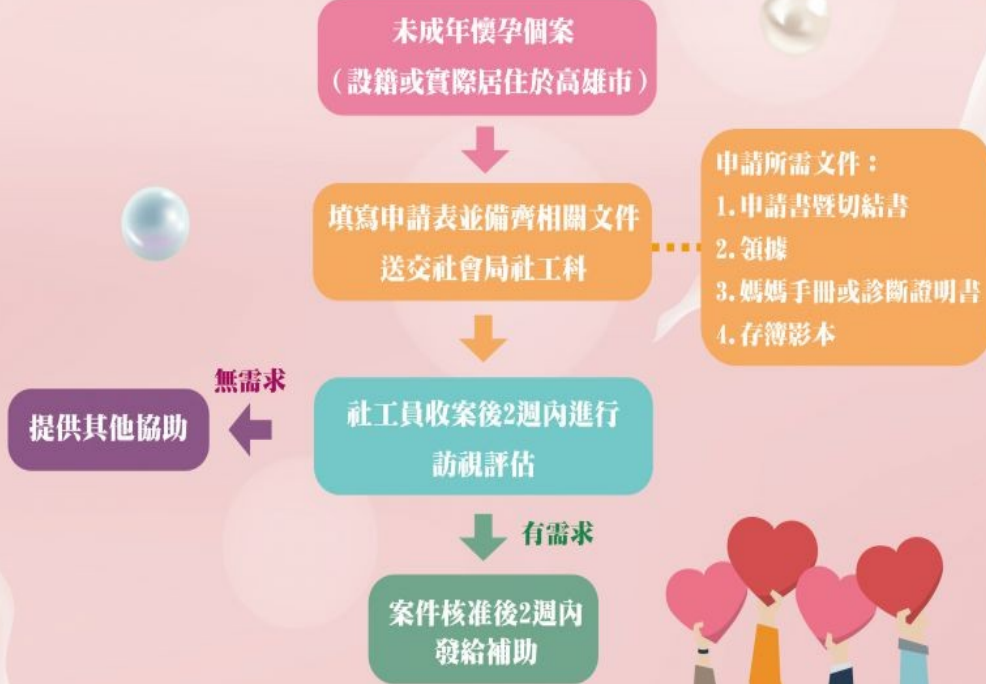 未成年懷孕個案
（設籍或實際居住於高雄市）
填寫申請表並備齊相關文件
送交社會局社工科
申請所需文件：
1.申請書暨切結書
2.領據
3.媽媽手冊或診斷證明書
4.存簿影本
社工員收案後2週內進行
訪視評估
無需求
提供其他協助
有需求
案件核准後2週內
發給補助